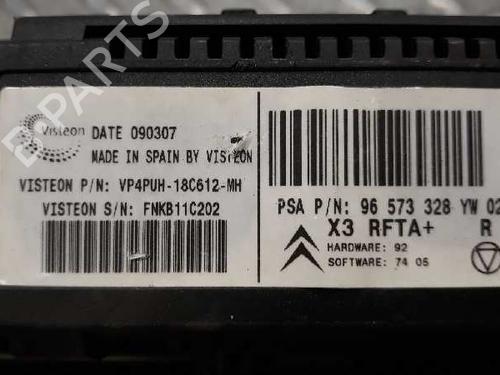 B-PARTS
Visteon
DATE 090307
MADE IN SPAIN BY VISTEON
VISTEON P/N: VP4PUH-18C612-MH
VISTEON S/N: FNKB11C202
PSA P/N: 96 573 328 YW 02
X3 RFTA+ R
HARDWARE: 92
SOFTWARE: 74 05